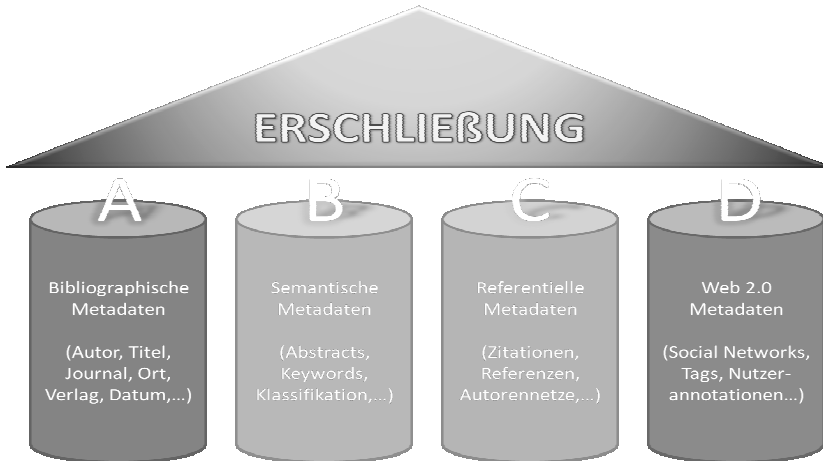 ERSCHLIEßUNG
A
Bibliographische
Metadaten
(Autor, Titel,
Journal, Ort,
Verlag, Datum,...)
B
Semantische
Metadaten
(Abstracts,
Keywords,
Klassifikation,...)
C
Referentielle
Metadaten
(Zitationen,
Referenzen,
Autorennetze,...)
D
Web 2.0
Metadaten
(Social Networks,
Tags, Nutzer-
annotationen...)